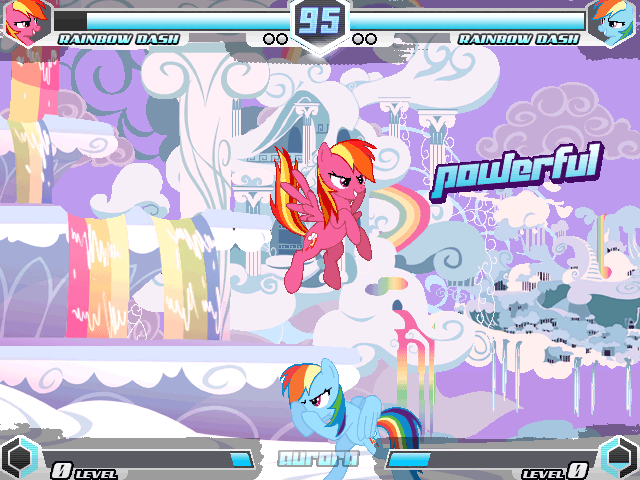 95
RAINBOW DASH
RAINBOW DASH
powerful
0 LEVEL
aurora
LEVEL 0